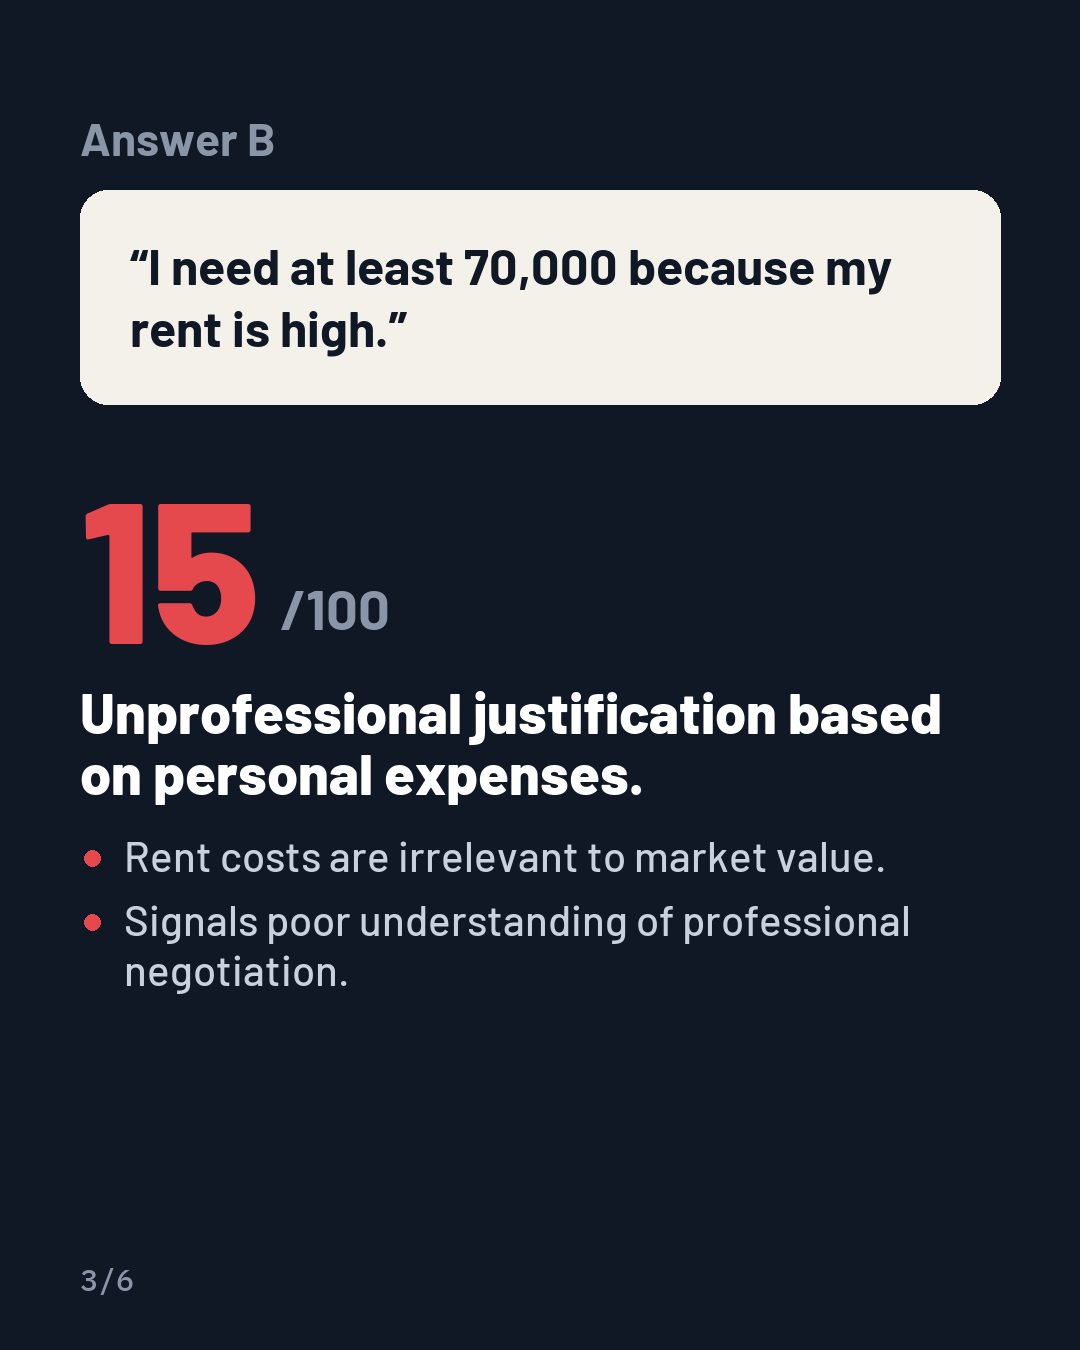 Answer B
“I need at least 70,000 because my
rent is high.”
15 /100
Unprofessional justification based
on personal expenses.
Rent costs are irrelevant to market value.
Signals poor understanding of professional
negotiation.
3/6